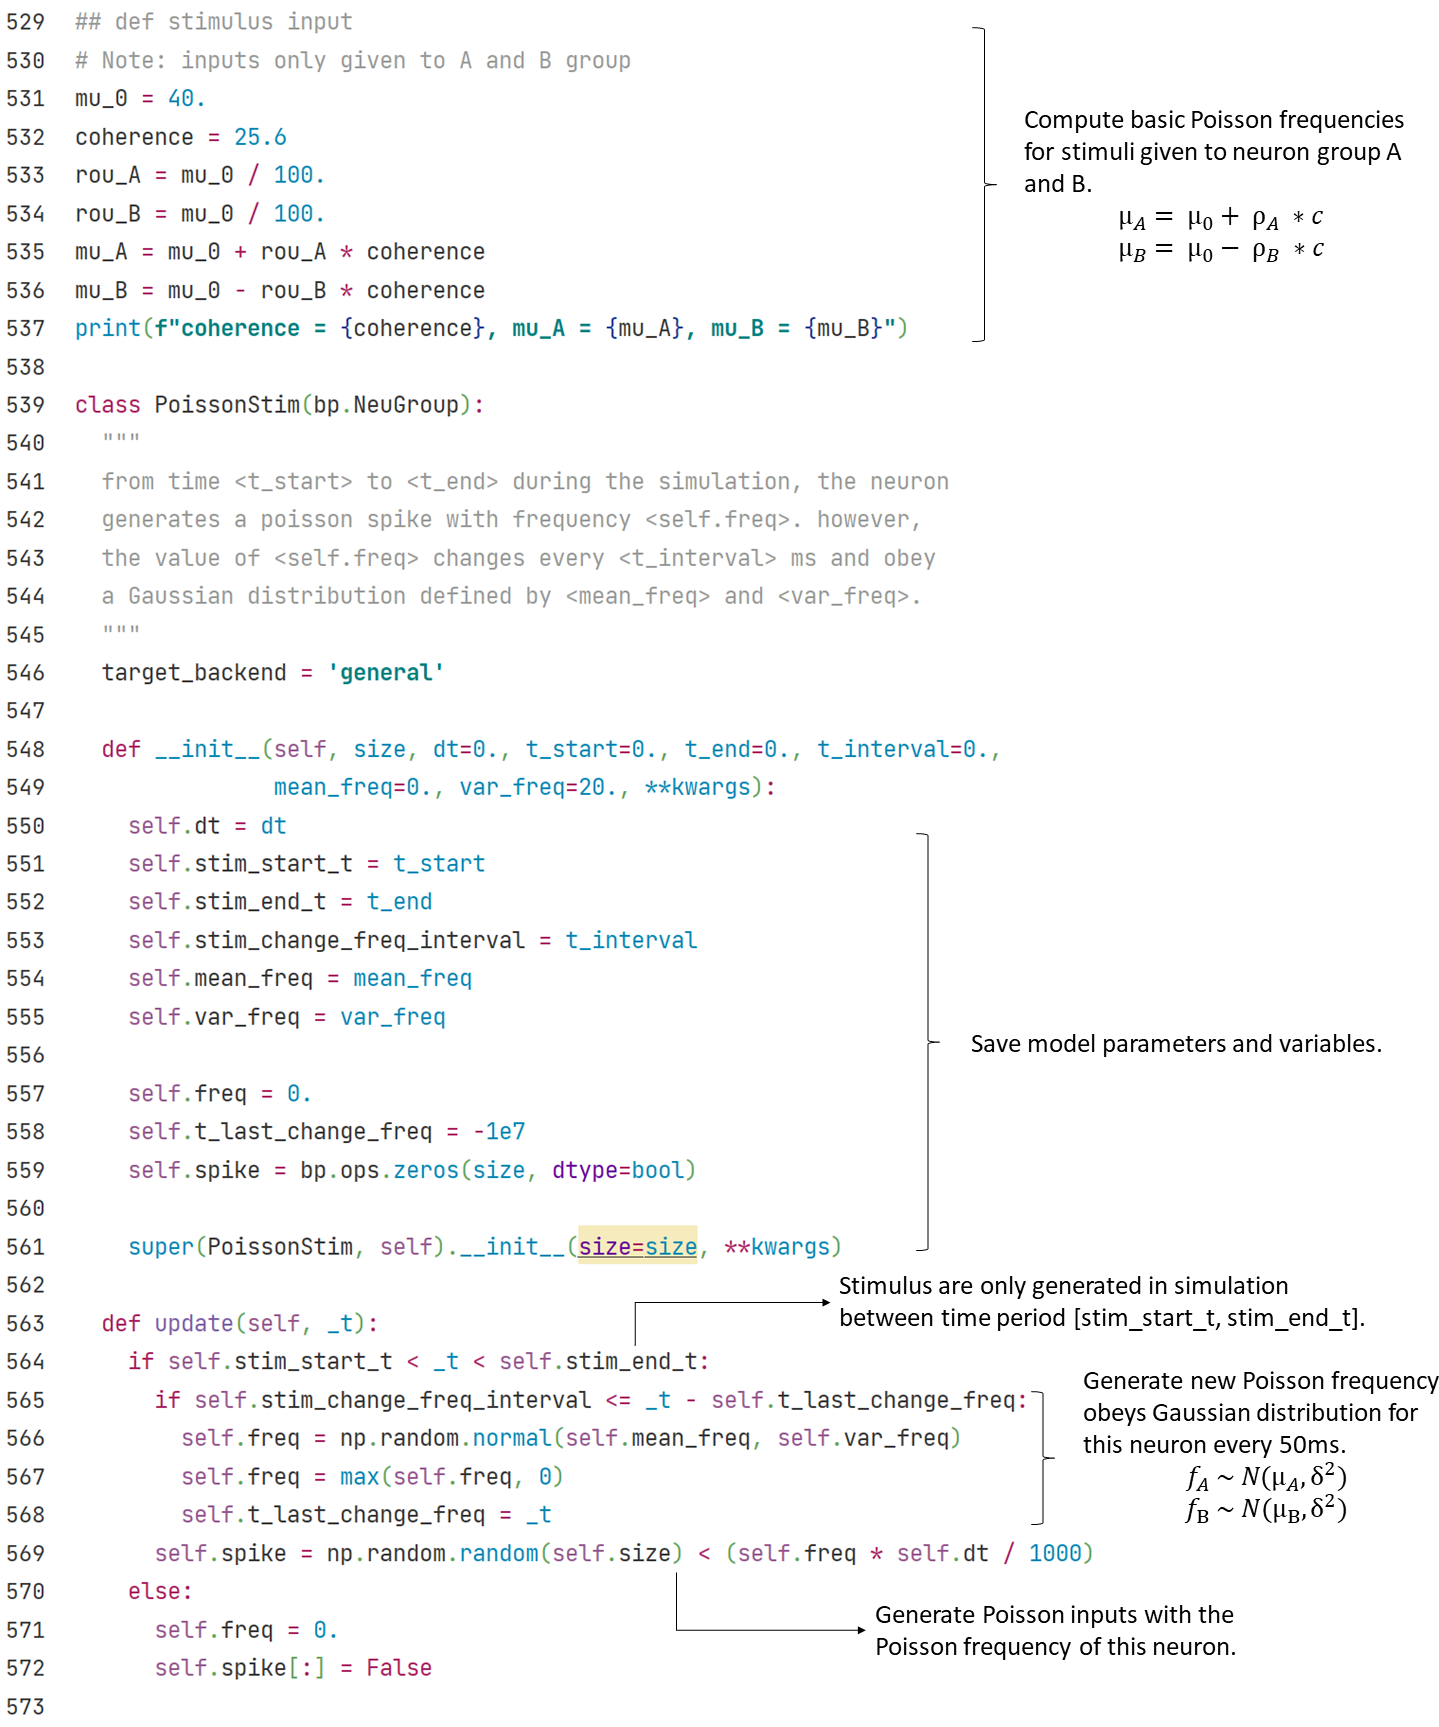 529 ## def stimulus input
530 # Note: inputs only given to A and B group
531 mu_0 = 40.
532 coherence = 25.6
533 rou_A = mu_0 / 100.
534 rou_B = mu_0 / 100.
535 mu_A = mu_0 + rou_A * coherence
536 mu_B = mu_0 - rou_B * coherence
537 print(f"coherence = {coherence}, mu_A = {mu_A}, mu_B = {mu_B}")
Compute basic Poisson frequencies
for stimuli given to neuron group A
and B.
μ_A = μ_0 + ρ_A * c
μ_B = μ_0 − ρ_B * c
538
539 class PoissonStim(bp.NeuGroup):
540   """
541   from time <t_start> to <t_end> during the simulation, the neuron
542   generates a poisson spike with frequency <self.freq>. however,
543   the value of <self.freq> changes every <t_interval> ms and obey
544   a Gaussian distribution defined by <mean_freq> and <var_freq>.
545   """
546   target_backend = 'general'
547
548   def __init__(self, size, dt=0., t_start=0., t_end=0., t_interval=0.,
549                mean_freq=0., var_freq=20., **kwargs):
550     self.dt = dt
551     self.stim_start_t = t_start
552     self.stim_end_t = t_end
553     self.stim_change_freq_interval = t_interval
554     self.mean_freq = mean_freq
555     self.var_freq = var_freq
556
557     self.freq = 0.
558     self.t_last_change_freq = -1e7
559     self.spike = bp.ops.zeros(size, dtype=bool)
560
561     super(PoissonStim, self).__init__(size=size, **kwargs)
Save model parameters and variables.
562
563   def update(self, _t):
564     if self.stim_start_t < _t < self.stim_end_t:
Stimulus are only generated in simulation
between time period [stim_start_t, stim_end_t].
565       if self.stim_change_freq_interval <= _t - self.t_last_change_freq:
566         self.freq = np.random.normal(self.mean_freq, self.var_freq)
567         self.freq = max(self.freq, 0)
568         self.t_last_change_freq = _t
Generate new Poisson frequency
obeys Gaussian distribution for
this neuron every 50ms.
f_A ~ N(μ_A, δ²)
f_B ~ N(μ_B, δ²)
569       self.spike = np.random.random(self.size) < (self.freq * self.dt / 1000)
570     else:
571       self.freq = 0.
572       self.spike[:] = False
Generate Poisson inputs with the
Poisson frequency of this neuron.
573